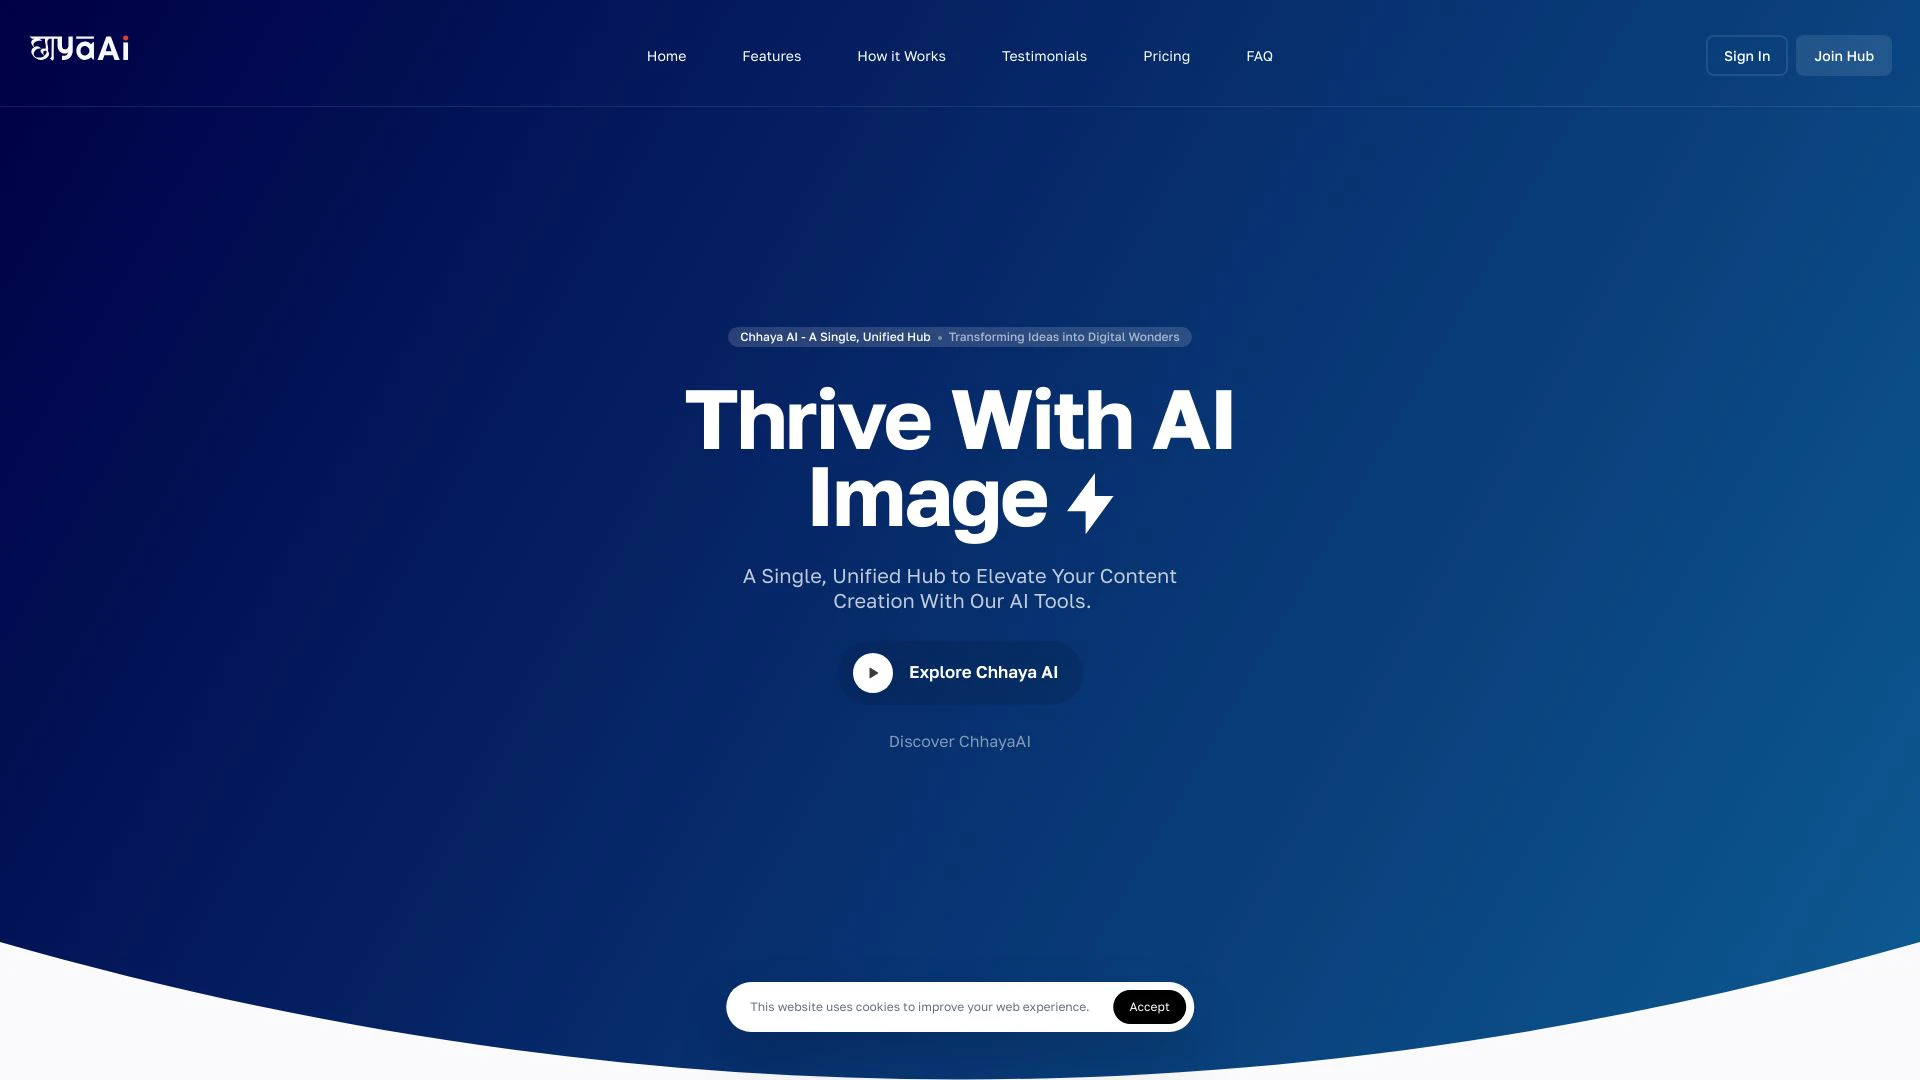 छायाAi
Home
Features
How it Works
Testimonials
Pricing
FAQ
Sign In
Join Hub
Chhaya AI - A Single, Unified Hub • Transforming Ideas into Digital Wonders
Thrive With AI
Image
A Single, Unified Hub to Elevate Your Content
Creation With Our AI Tools.
Explore Chhaya AI
Discover ChhayaAI
This website uses cookies to improve your web experience.
Accept